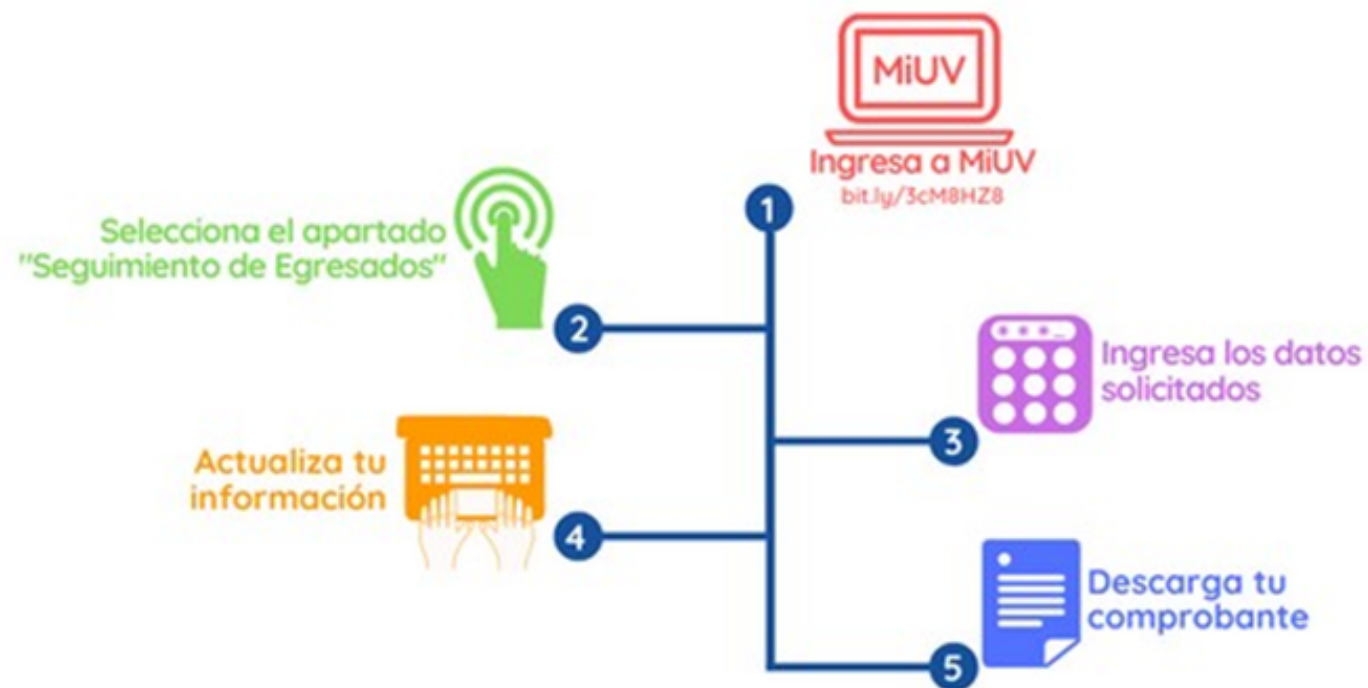 MiUV
Ingresa a MiUV
bit.ly/3cM8HZ8
1
Selecciona el apartado
"Seguimiento de Egresados"
2
* * * _
Ingresa los datos
solicitados
3
Actualiza tu
información
4
Descarga tu
comprobante
5